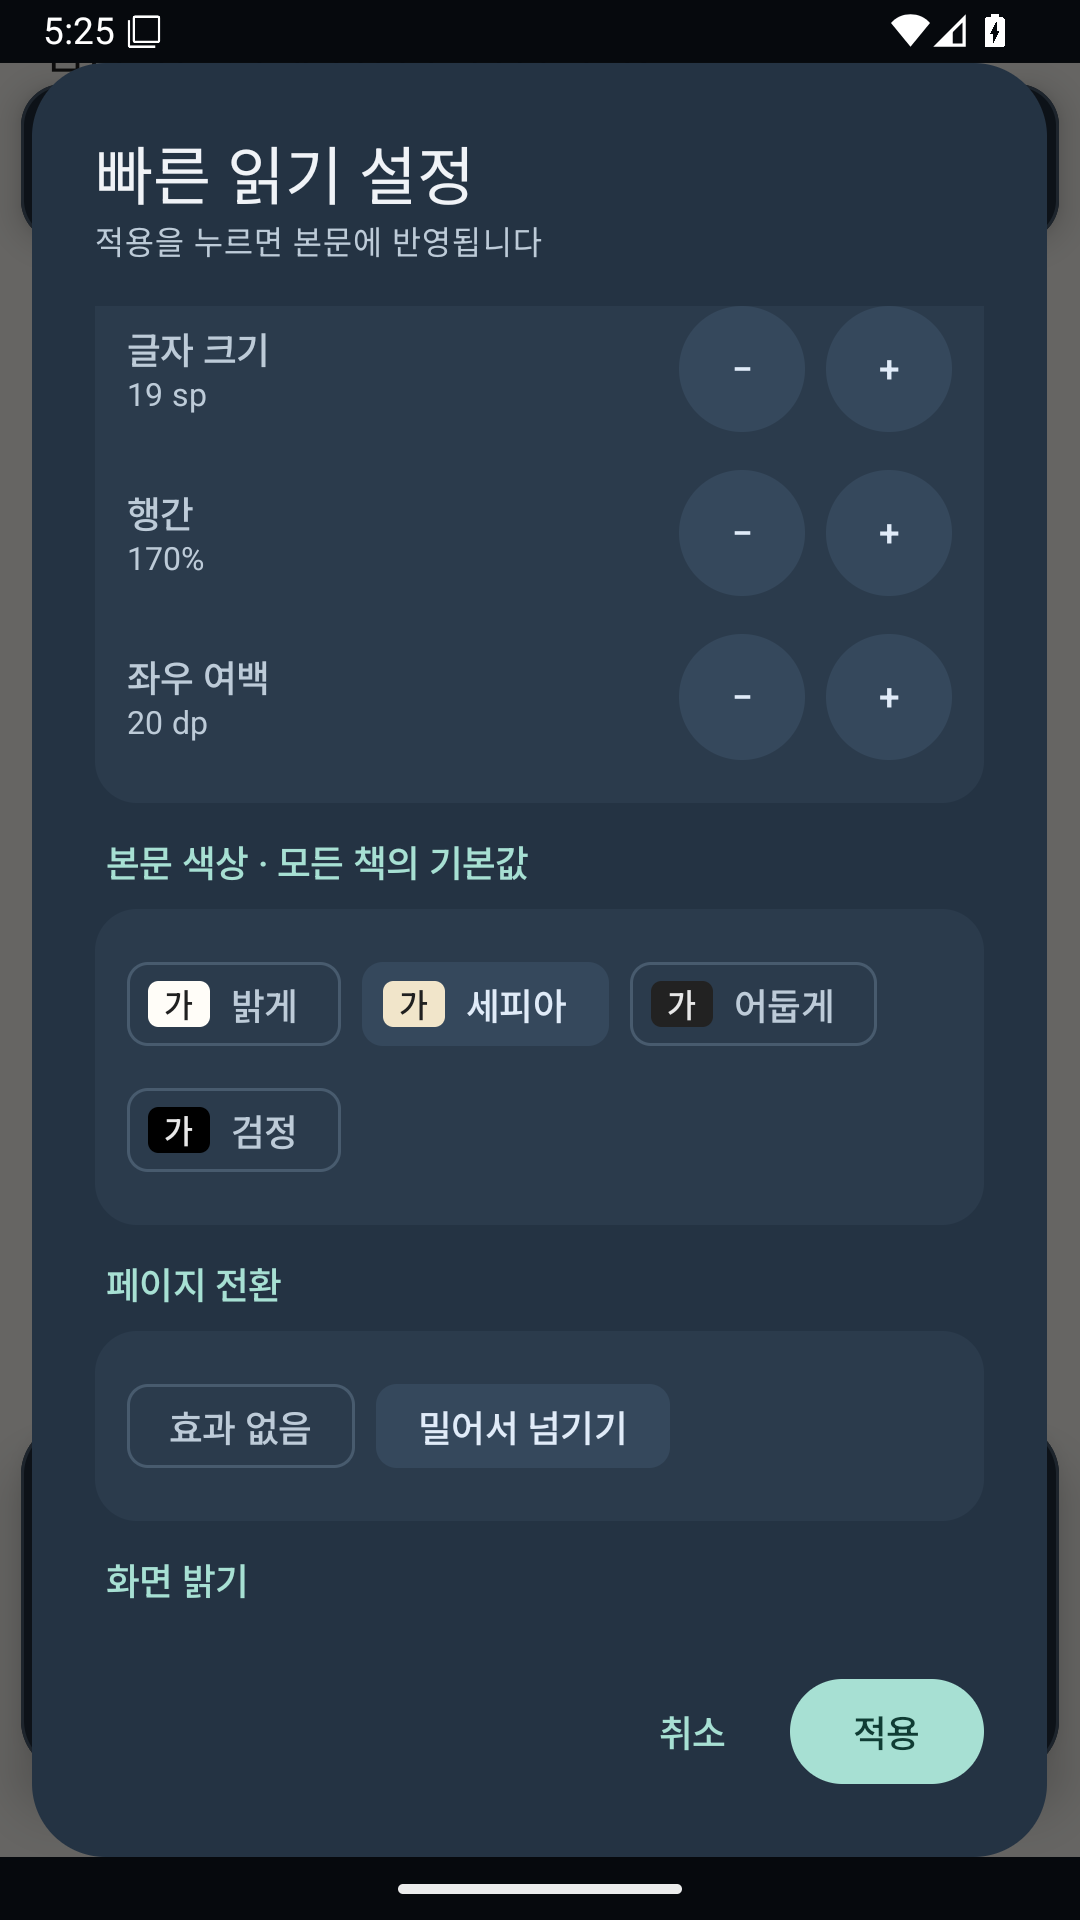 5:25
빠른 읽기 설정
적용을 누르면 본문에 반영됩니다
글자 크기
19 sp
− +
행간
170%
− +
좌우 여백
20 dp
− +
본문 색상 · 모든 책의 기본값
가 밝게 가 세피아 가 어둡게
가 검정
페이지 전환
효과 없음 밀어서 넘기기
화면 밝기
취소 적용